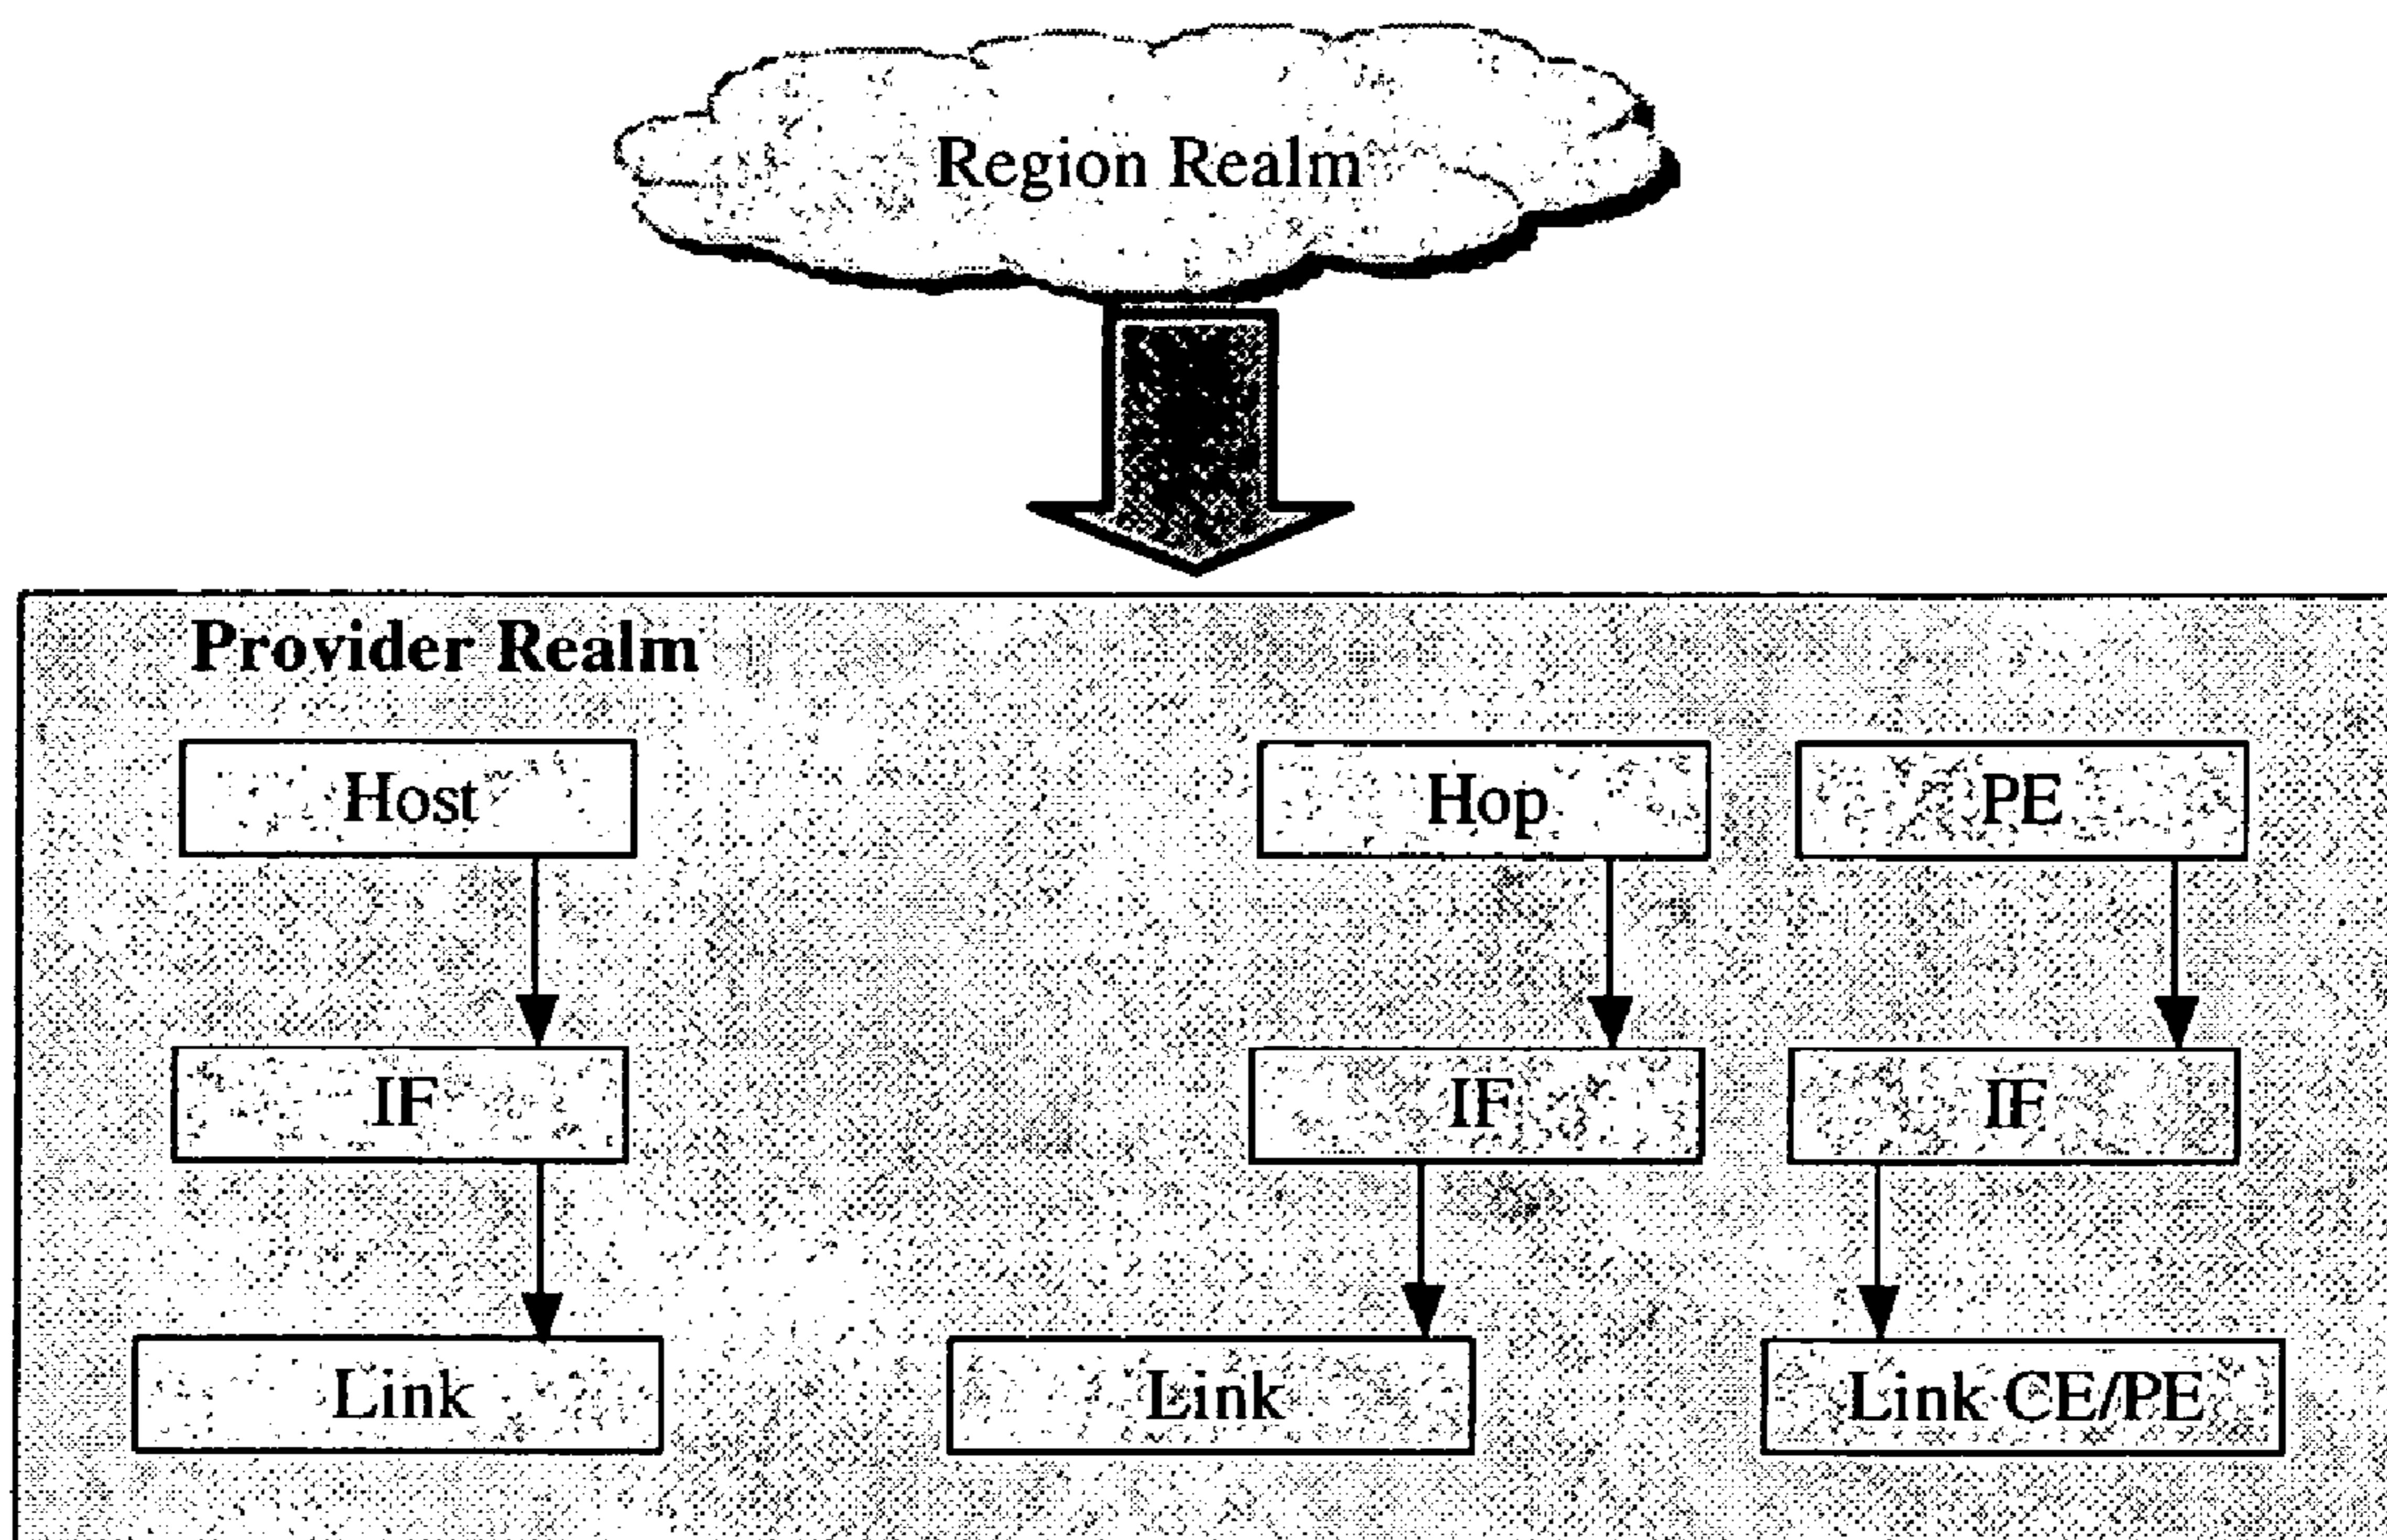 Region Realm
Provider Realm
Host
Hop
PE
IF
IF
IF
Link
Link
Link CE/PE